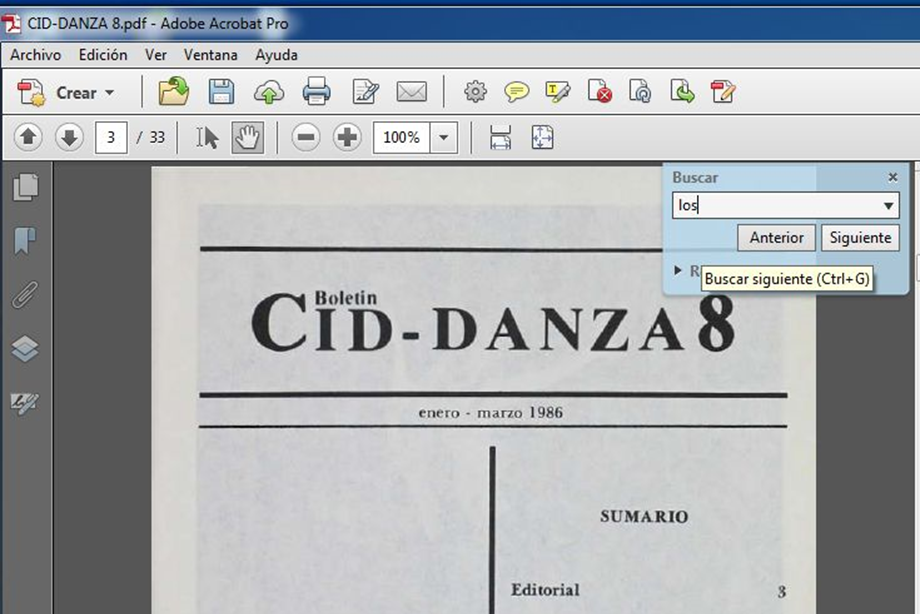 CID-DANZA 8.pdf - Adobe Acrobat Pro
Archivo Edición Ver Ventana Ayuda
Crear
3 / 33 100%
Buscar
los
Anterior Siguiente
R
Buscar siguiente (Ctrl+G)
Boletín
CID-DANZA 8
enero - marzo 1986
SUMARIO
Editorial 3